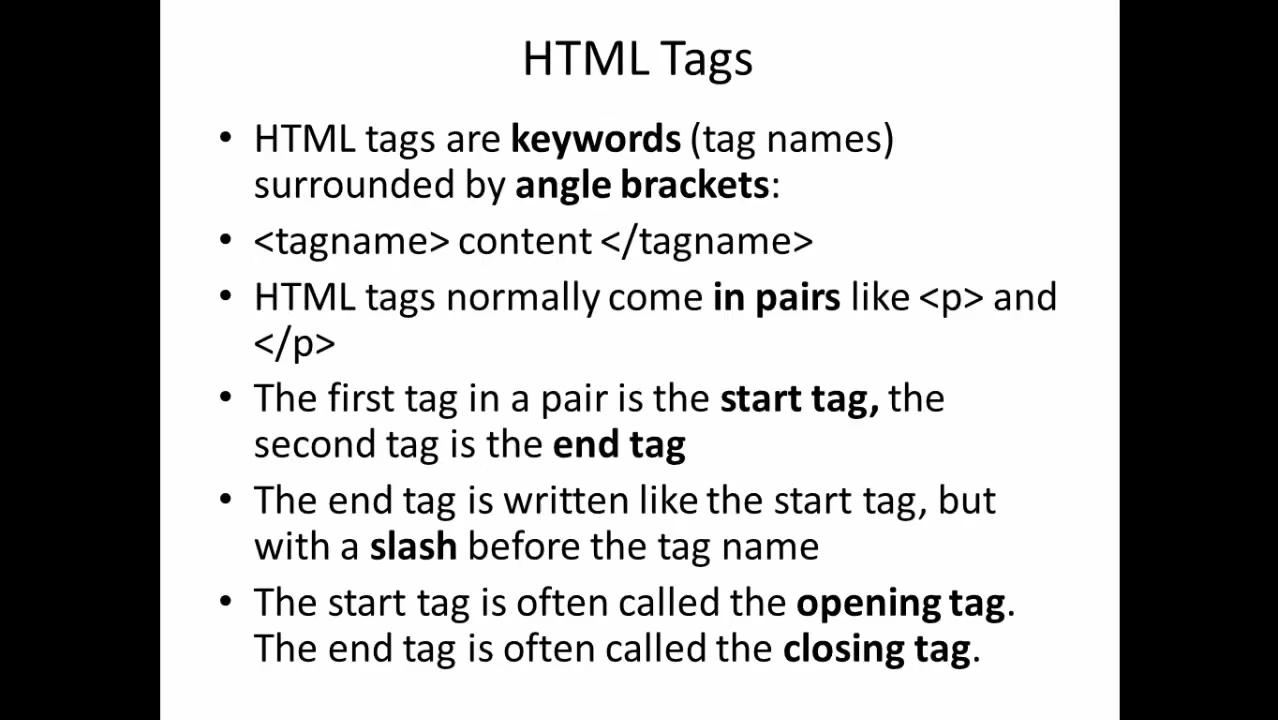 HTML Tags
• HTML tags are keywords (tag names)
surrounded by angle brackets:
• <tagname> content </tagname>
• HTML tags normally come in pairs like <p> and
</p>
• The first tag in a pair is the start tag, the
second tag is the end tag
• The end tag is written like the start tag, but
with a slash before the tag name
• The start tag is often called the opening tag.
The end tag is often called the closing tag.